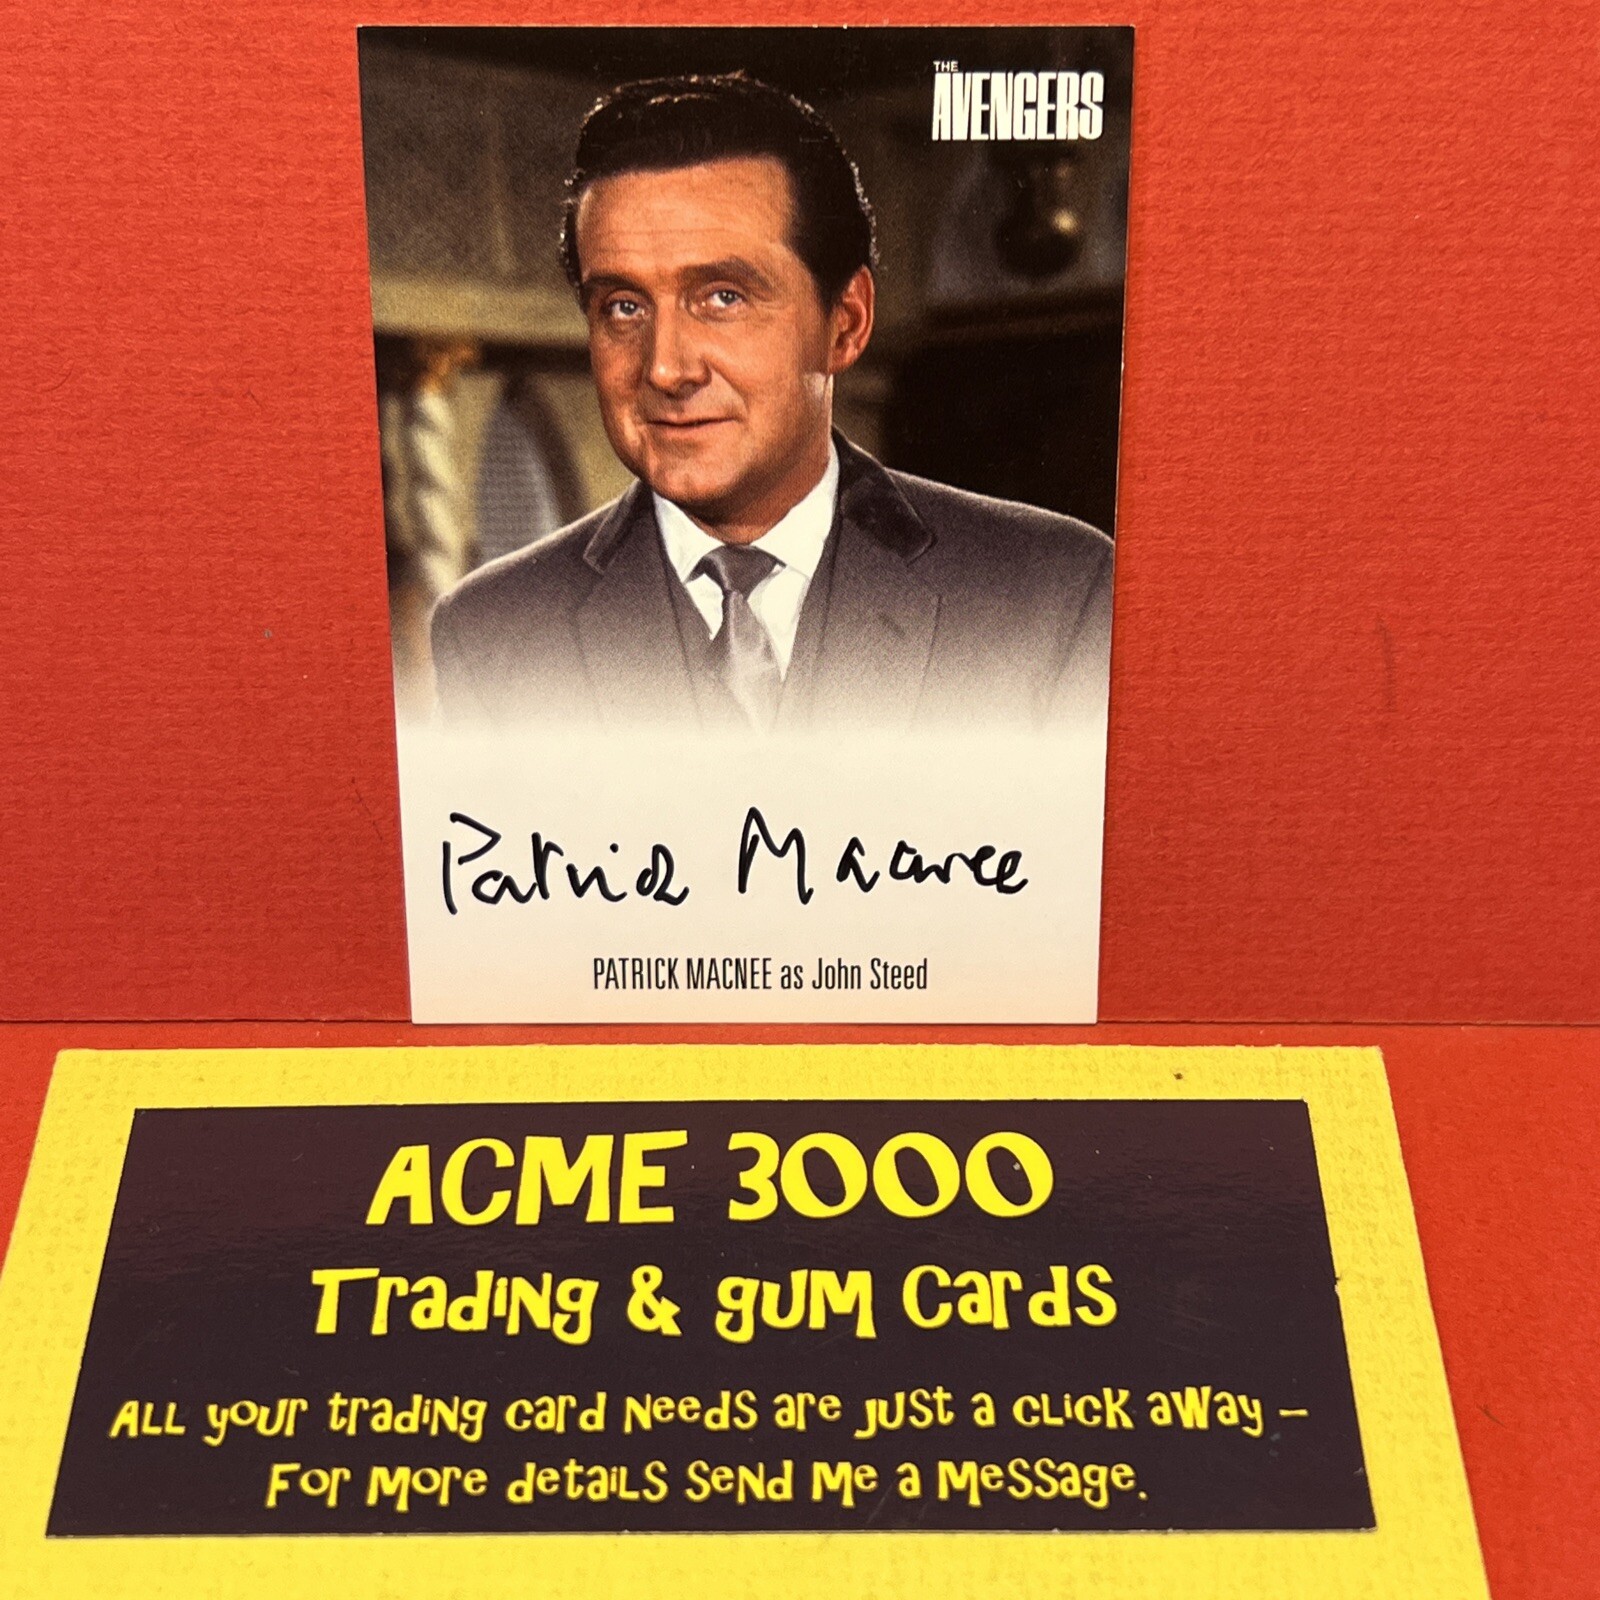 THE
AVENGERS
Patrick Macnee
PATRICK MACNEE as John Steed
ACME 3000
Trading & gum Cards
All your trading card needs are just a click away –
For more details send me a message.